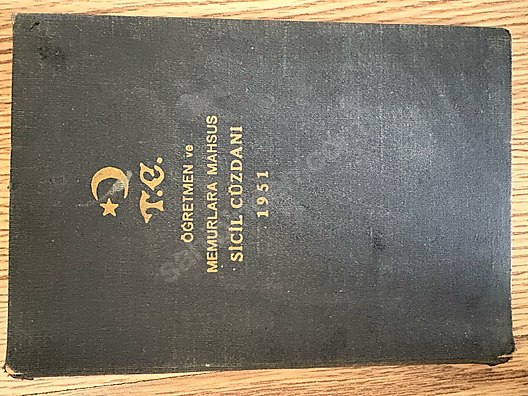 T.C.
ÖĞRETMEN ve
MEMURLARA MAHSUS
SİCİL CÜZDANI
1951